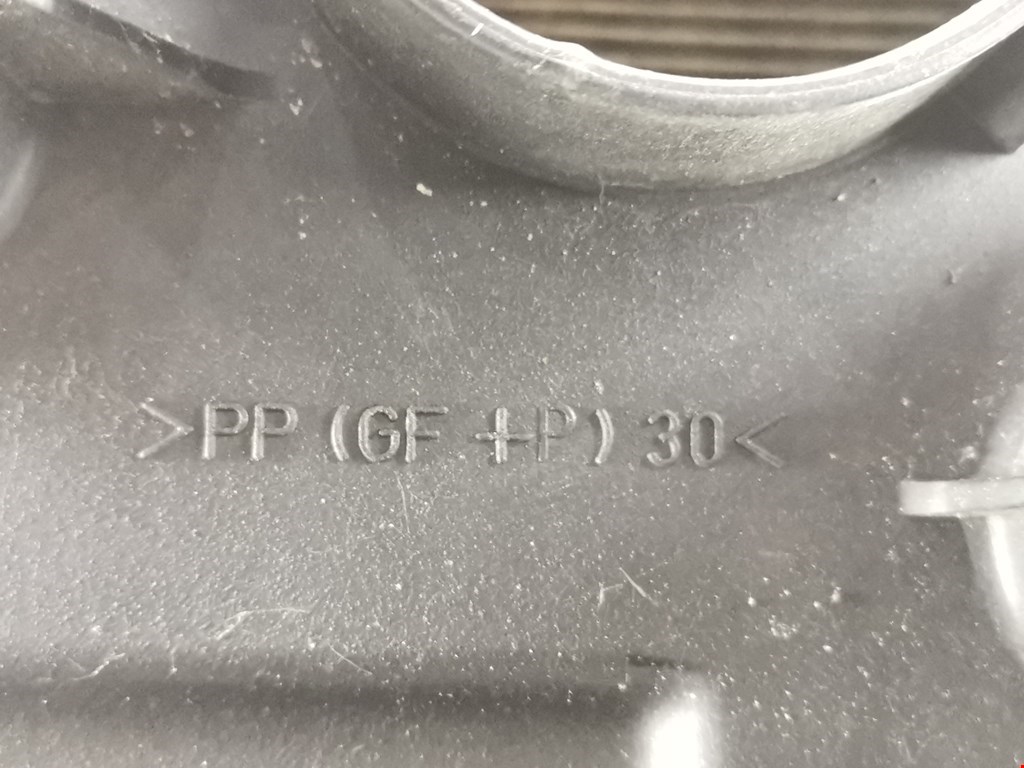 >PP (GF +P) 30<